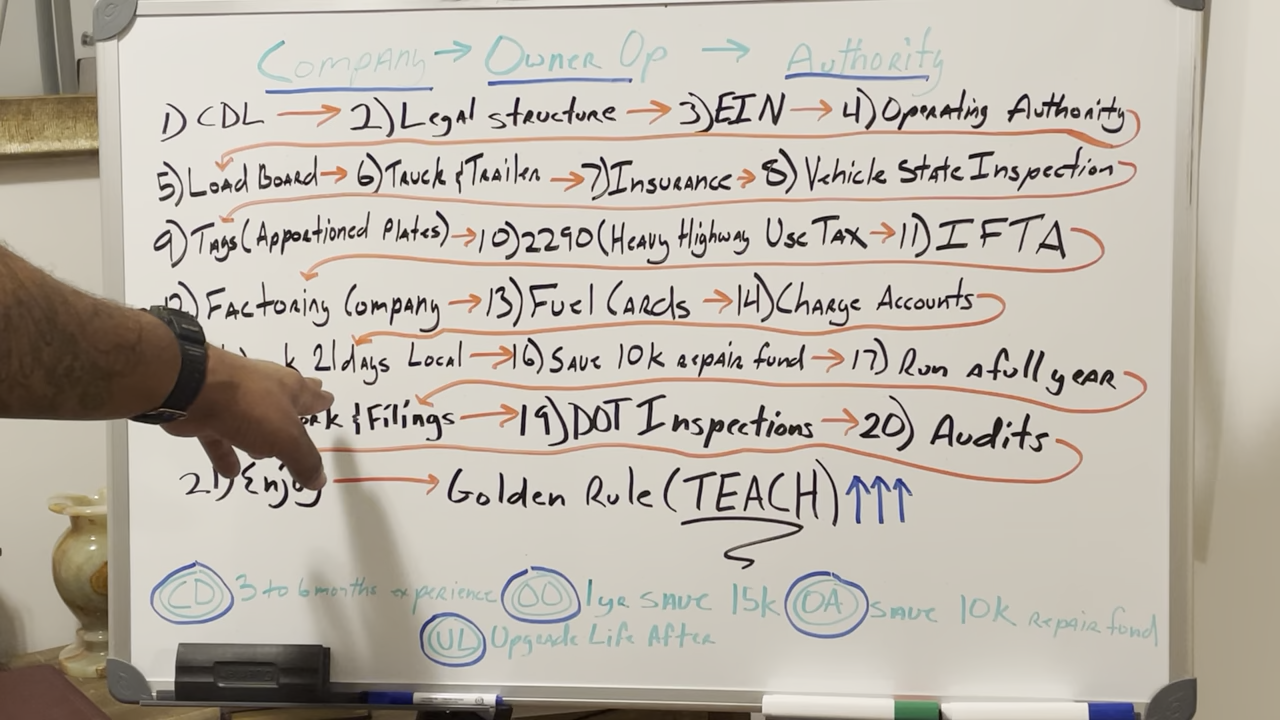 Company → Owner Op → Authority
1) CDL → 2) Legal structure → 3) EIN → 4) Operating Authority
5) Load Board → 6) Truck & Trailer → 7) Insurance → 8) Vehicle State Inspection
9) Tags (Apportioned Plates) → 10) 2290 (Heavy Highway Use Tax → 11) IFTA
12) Factoring Company → 13) Fuel Cards → 14) Charge Accounts
21 days Local → 16) Save 10k repair fund → 17) Run a full year
& Filings → 19) DOT Inspections → 20) Audits
21) Enjoy → Golden Rule (TEACH) ↑↑↑
CD 3 to 6 months experience OO 1 yr save 15k OA save 10k repair fund
UL Upgrade Life After